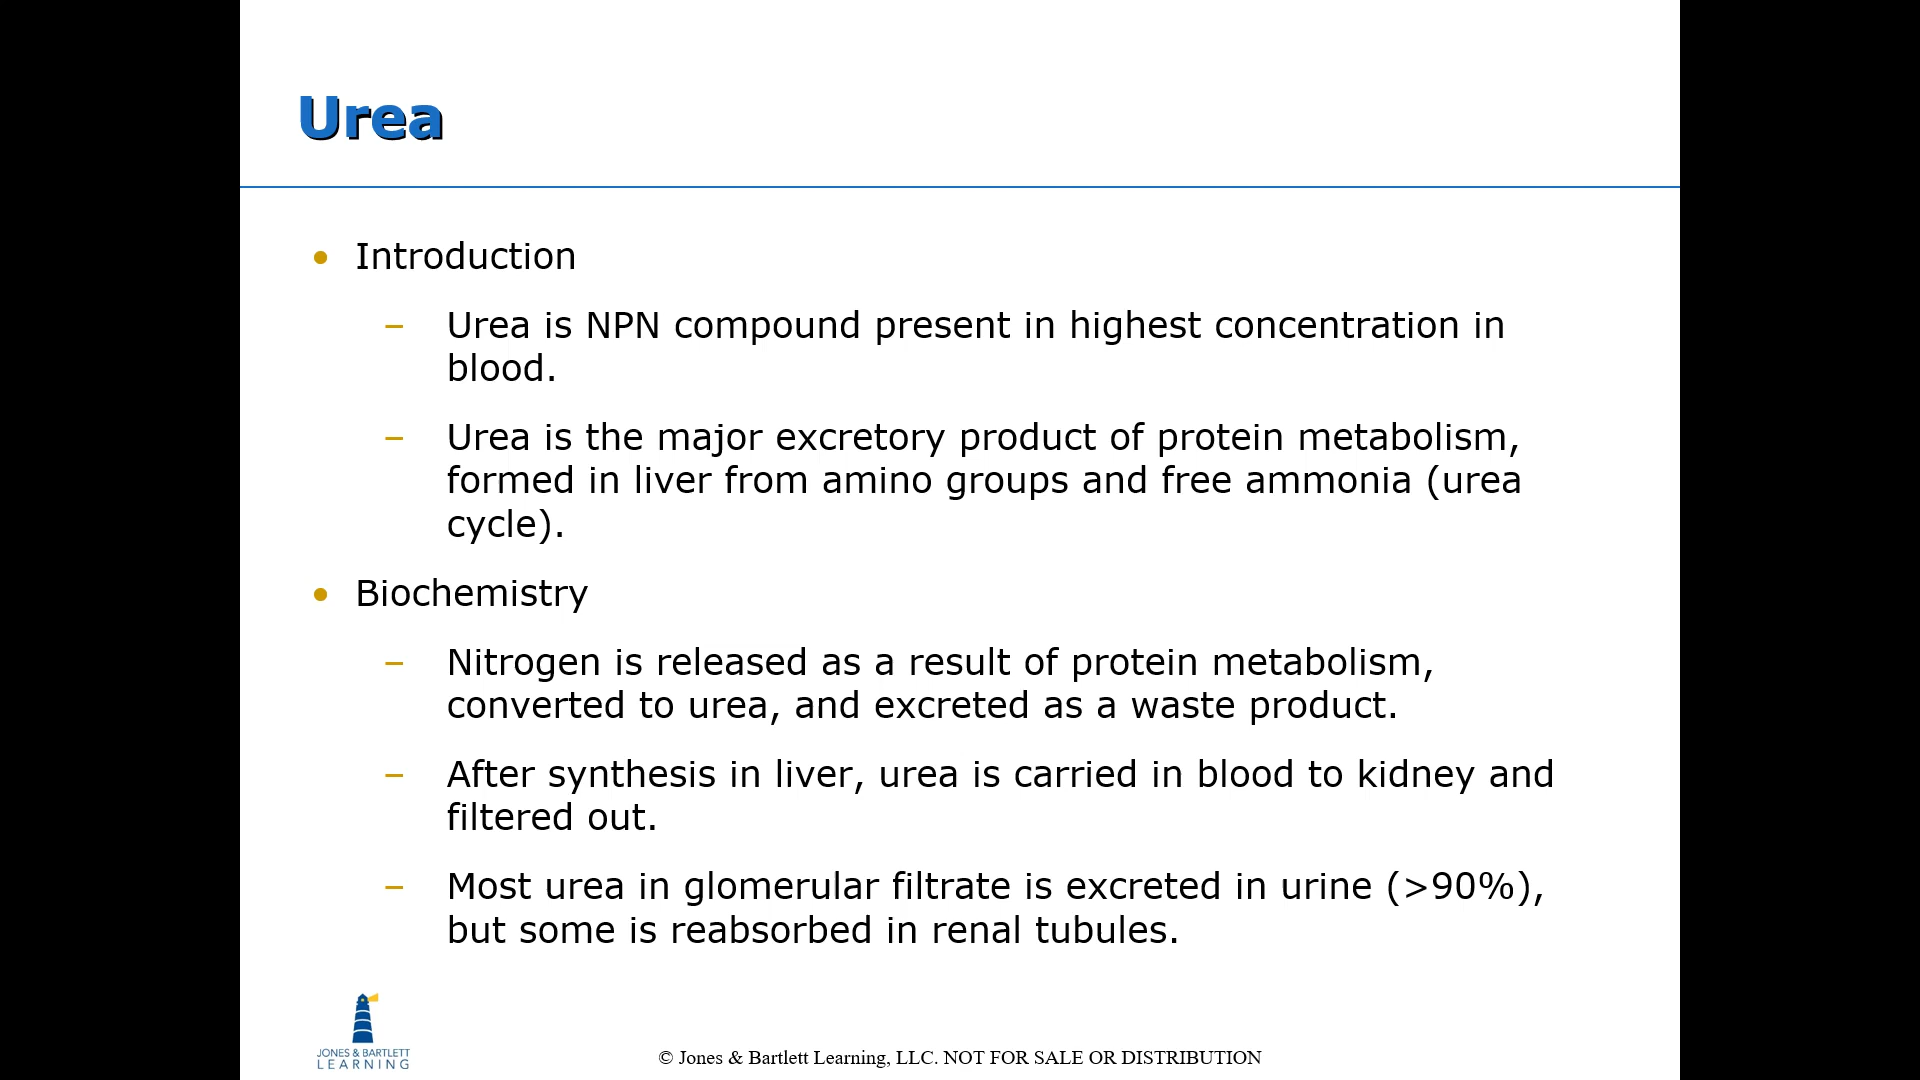 Urea
• Introduction
– Urea is NPN compound present in highest concentration in
blood.
– Urea is the major excretory product of protein metabolism,
formed in liver from amino groups and free ammonia (urea
cycle).
• Biochemistry
– Nitrogen is released as a result of protein metabolism,
converted to urea, and excreted as a waste product.
– After synthesis in liver, urea is carried in blood to kidney and
filtered out.
– Most urea in glomerular filtrate is excreted in urine (>90%),
but some is reabsorbed in renal tubules.
JONES & BARTLETT
LEARNING
© Jones & Bartlett Learning, LLC. NOT FOR SALE OR DISTRIBUTION